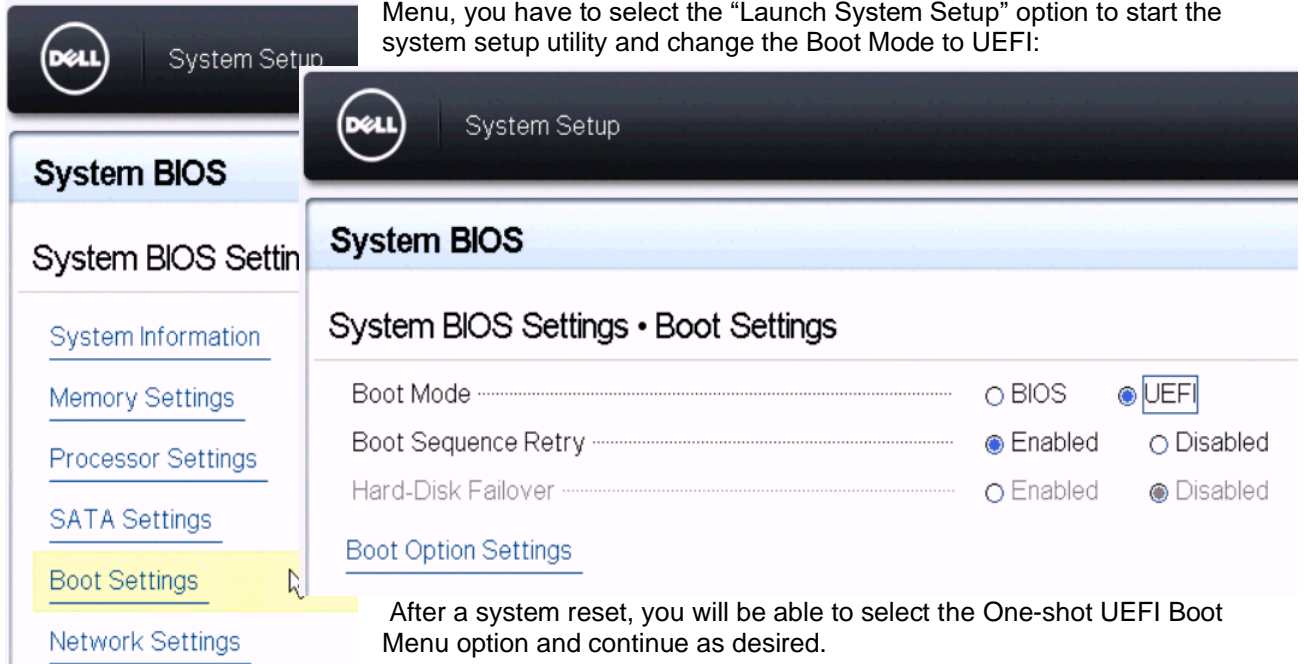 Menu, you have to select the “Launch System Setup” option to start the
system setup utility and change the Boot Mode to UEFI:
DELL
System Setup
System BIOS
System BIOS Settin
System Information
Memory Settings
Processor Settings
SATA Settings
Boot Settings
Network Settings
DELL
System Setup
System BIOS
System BIOS Settings • Boot Settings
Boot Mode BIOS UEFI
Boot Sequence Retry Enabled Disabled
Hard-Disk Failover Enabled Disabled
Boot Option Settings
After a system reset, you will be able to select the One-shot UEFI Boot
Menu option and continue as desired.